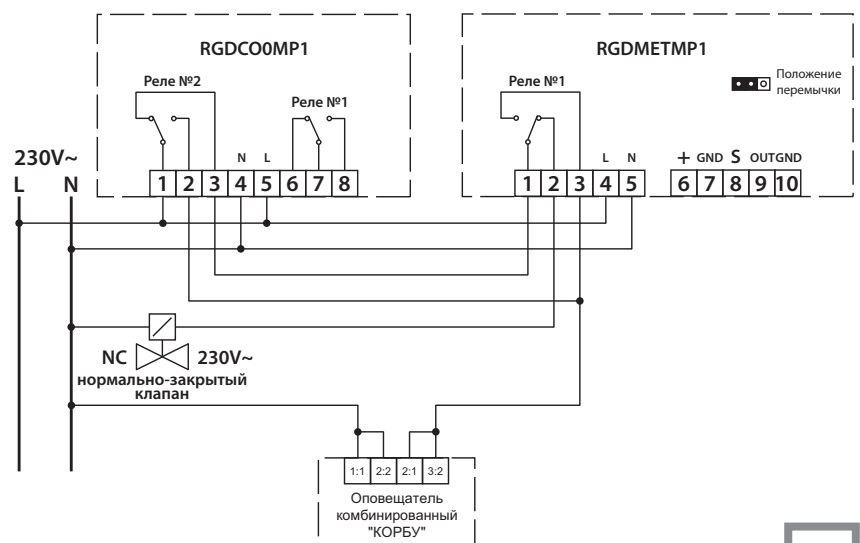 RGDCO0MP1
Реле №2
Реле №1
N L
1 2 3 4 5 6 7 8
RGDMETMP1
Реле №1
Положение
перемычки
L N
+ GND S OUT GND
1 2 3 4 5
6 7 8 9 10
230V~
L N
NC 230V~
нормально-закрытый
клапан
1:1 2:2 2:1 3:2
Оповещатель
комбинированный
"КОРБУ"